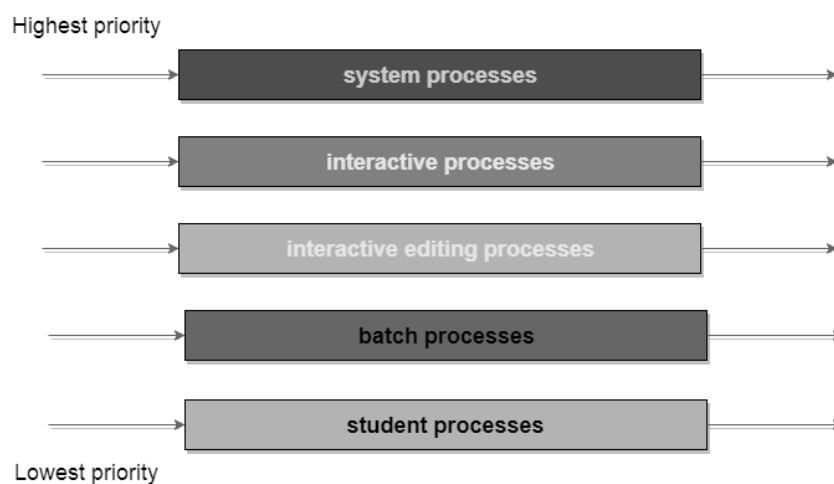 Highest priority
system processes
interactive processes
interactive editing processes
batch processes
student processes
Lowest priority